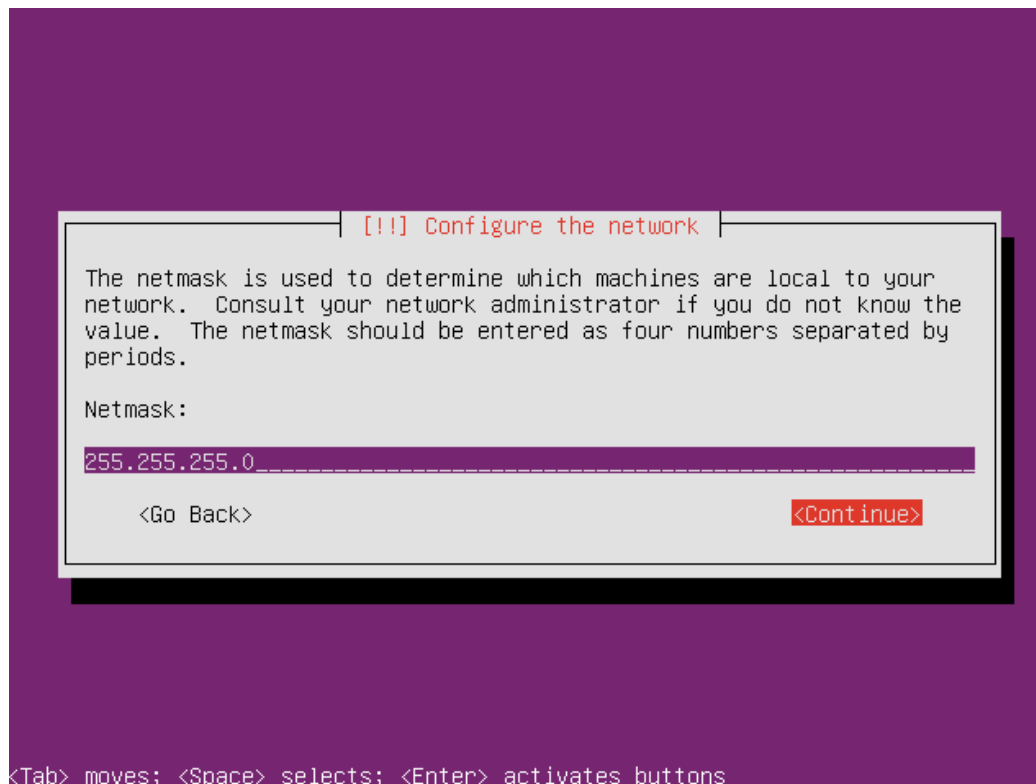 [!!] Configure the network
The netmask is used to determine which machines are local to your
network.  Consult your network administrator if you do not know the
value.  The netmask should be entered as four numbers separated by
periods.
Netmask:
255.255.255.0_______________________________________________________
<Go Back>    <Continue>
<Tab> moves; <Space> selects; <Enter> activates buttons